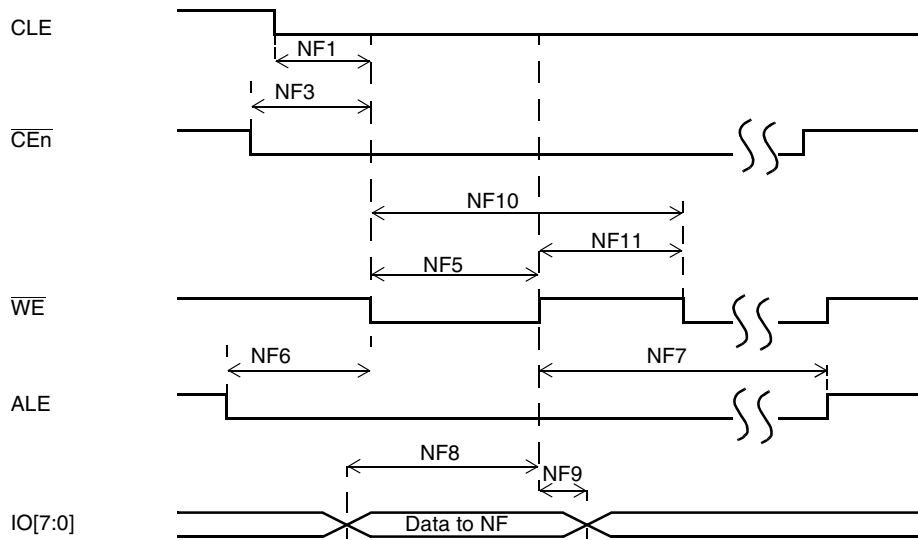 CLE
NF1
NF3
CEn
NF10
NF11
NF5
WE
NF6
NF7
ALE
NF8
NF9
IO[7:0]
Data to NF